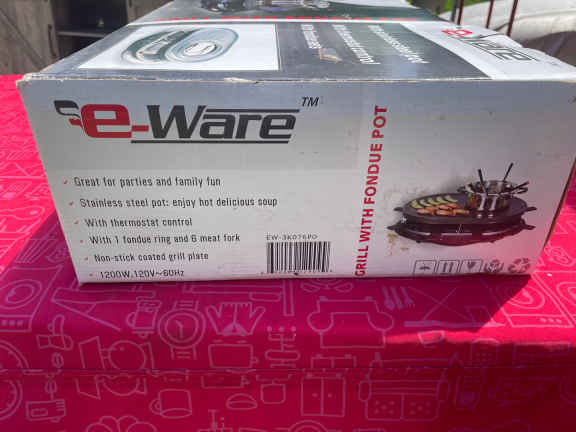 e-Ware™
Great for parties and family fun
Stainless steel pot: enjoy hot delicious soup
With thermostat control
With 1 fondue ring and 6 meat fork
Non-stick coated grill plate
1200W,120V~60Hz
EW-3K076PO
GRILL WITH FONDUE POT